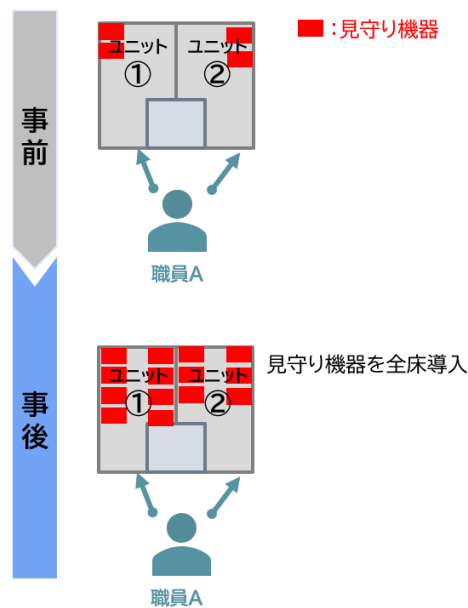 ：見守り機器
ユニット
①
ユニット
②
事前
職員A
見守り機器を全床導入
ユニット
①
ユニット
②
事後
職員A